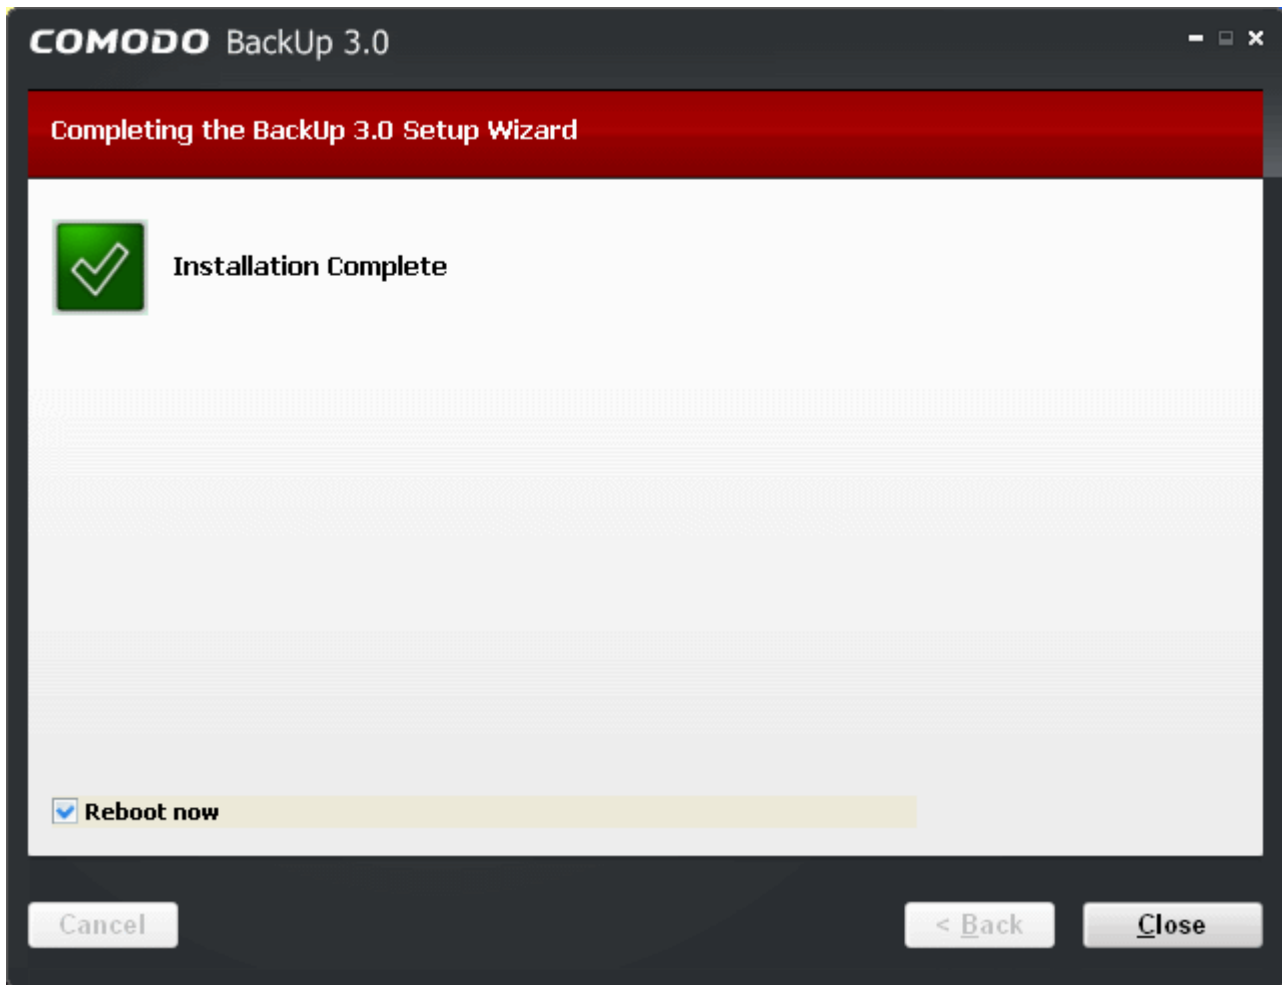 COMODO BackUp 3.0
Completing the BackUp 3.0 Setup Wizard
Installation Complete
Reboot now
Cancel
< Back
Close